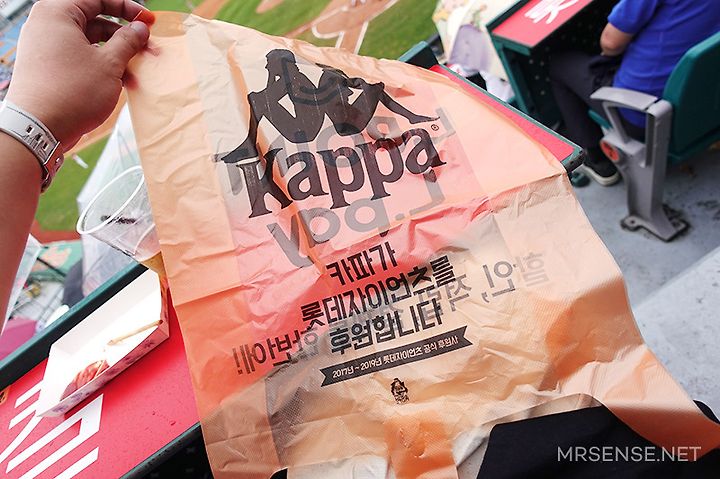 Kappa®
카파가
롯데자이언츠를
후원합니다
2017년 - 2019년 롯데자이언츠 공식 후원사
MRSENSE.NET